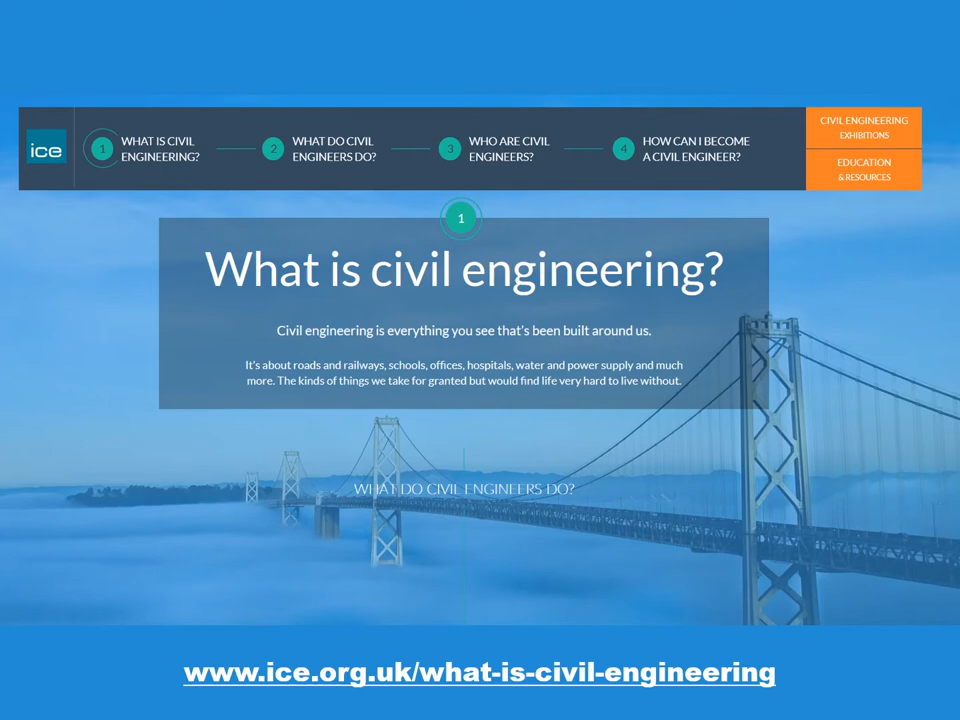 ice
1
WHAT IS CIVIL
ENGINEERING?
2
WHAT DO CIVIL
ENGINEERS DO?
3
WHO ARE CIVIL
ENGINEERS?
4
HOW CAN I BECOME
A CIVIL ENGINEER?
CIVIL ENGINEERING
EXHIBITIONS
EDUCATION
& RESOURCES
1
What is civil engineering?
Civil engineering is everything you see that's been built around us.
It's about roads and railways, schools, offices, hospitals, water and power supply and much
more. The kinds of things we take for granted but would find life very hard to live without.
WHAT DO CIVIL ENGINEERS DO?
www.ice.org.uk/what-is-civil-engineering